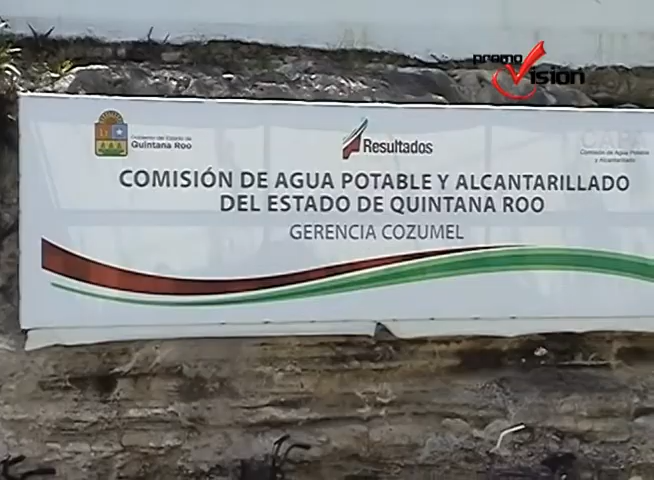 promo
Vision
Gobierno del Estado de
Quintana Roo
Resultados
Comisión de Agua Potable
y Alcantarillado
COMISIÓN DE AGUA POTABLE Y ALCANTARILLADO
DEL ESTADO DE QUINTANA ROO
GERENCIA COZUMEL